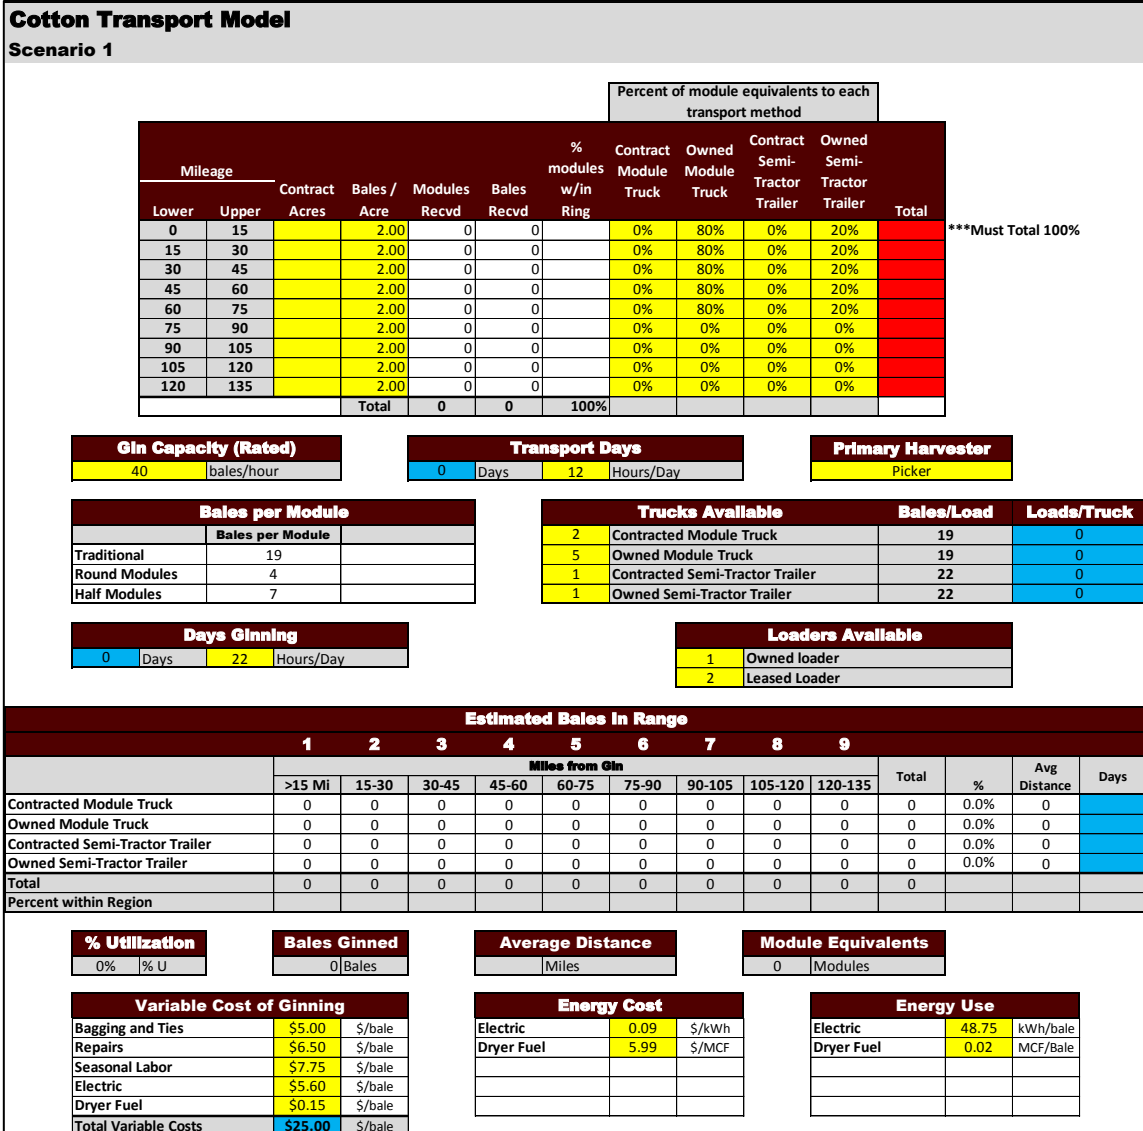 Cotton Transport Model
Scenario 1
Percent of module equivalents to each
transport method
Mileage
Lower Upper Contract Acres Bales / Acre Modules Recvd Bales Recvd % modules w/in Ring Contract Module Truck Owned Module Truck Contract Semi-Tractor Trailer Owned Semi-Tractor Trailer Total
0 15 2.00 0 0 0% 80% 0% 20% ***Must Total 100%
15 30 2.00 0 0 0% 80% 0% 20%
30 45 2.00 0 0 0% 80% 0% 20%
45 60 2.00 0 0 0% 80% 0% 20%
60 75 2.00 0 0 0% 80% 0% 20%
75 90 2.00 0 0 0% 0% 0% 0%
90 105 2.00 0 0 0% 0% 0% 0%
105 120 2.00 0 0 0% 0% 0% 0%
120 135 2.00 0 0 0% 0% 0% 0%
Total 0 0 100%
Gin Capacity (Rated) Transport Days Primary Harvester
40 bales/hour 0 Days 12 Hours/Day Picker
Bales per Module
Bales per Module
Traditional 19
Round Modules 4
Half Modules 7
Trucks Available Bales/Load Loads/Truck
2 Contracted Module Truck 19 0
5 Owned Module Truck 19 0
1 Contracted Semi-Tractor Trailer 22 0
1 Owned Semi-Tractor Trailer 22 0
Days Ginning
0 Days 22 Hours/Day
Loaders Available
1 Owned loader
2 Leased Loader
Estimated Bales In Range
1 2 3 4 5 6 7 8 9
Miles from Gin
>15 Mi 15-30 30-45 45-60 60-75 75-90 90-105 105-120 120-135 Total % Avg Distance Days
Contracted Module Truck 0 0 0 0 0 0 0 0 0 0 0.0% 0
Owned Module Truck 0 0 0 0 0 0 0 0 0 0 0.0% 0
Contracted Semi-Tractor Trailer 0 0 0 0 0 0 0 0 0 0 0.0% 0
Owned Semi-Tractor Trailer 0 0 0 0 0 0 0 0 0 0 0.0% 0
Total 0 0 0 0 0 0 0 0 0 0
Percent within Region
% Utilization Bales Ginned Average Distance Module Equivalents
0% % U 0 Bales Miles 0 Modules
Variable Cost of Ginning
Bagging and Ties $5.00 $/bale
Repairs $6.50 $/bale
Seasonal Labor $7.75 $/bale
Electric $5.60 $/bale
Dryer Fuel $0.15 $/bale
Total Variable Costs $25.00 $/bale
Energy Cost
Electric 0.09 $/kWh
Dryer Fuel 5.99 $/MCF
Energy Use
Electric 48.75 kWh/bale
Dryer Fuel 0.02 MCF/Bale